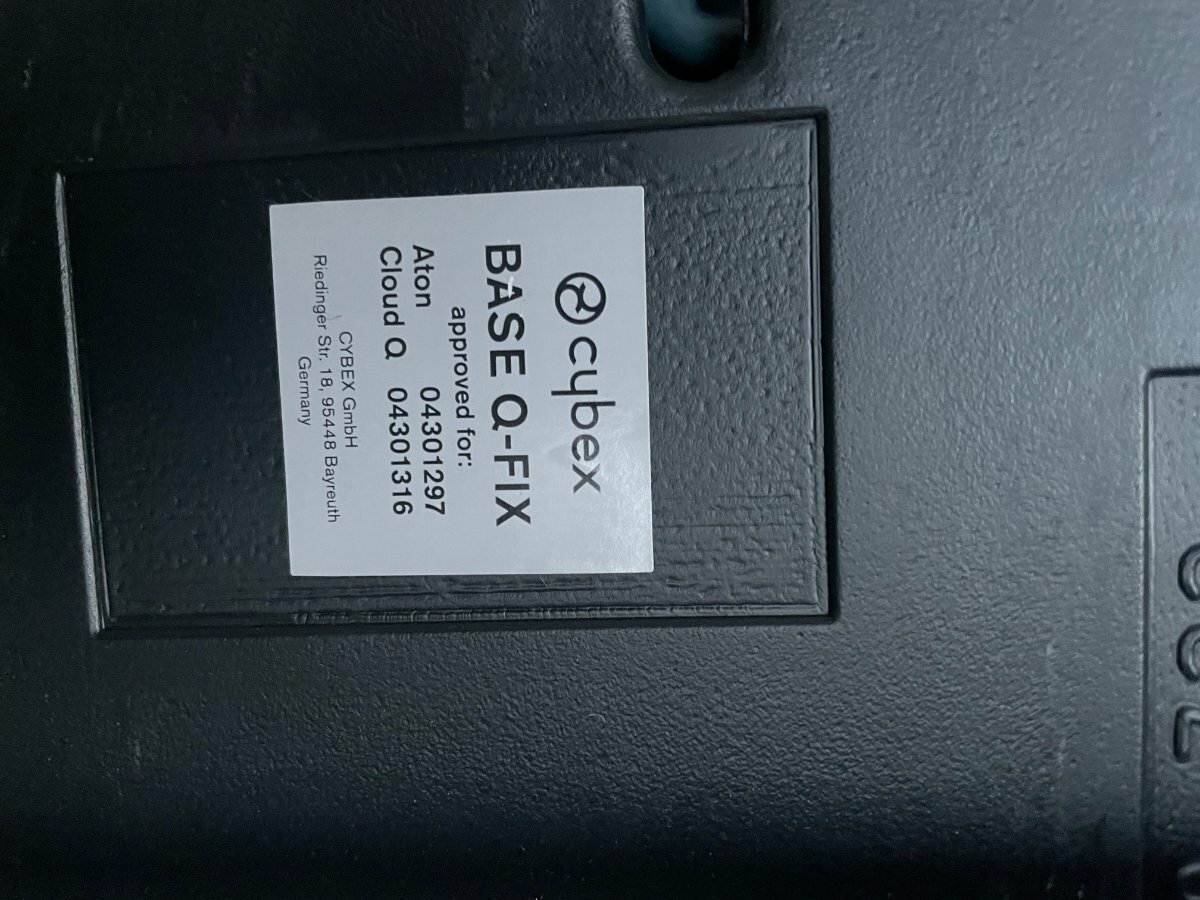 cybex
BASE Q-FIX
approved for:
Aton 04301297
Cloud Q 04301316
CYBEX GmbH
Riedinger Str. 18, 95448 Bayreuth
Germany